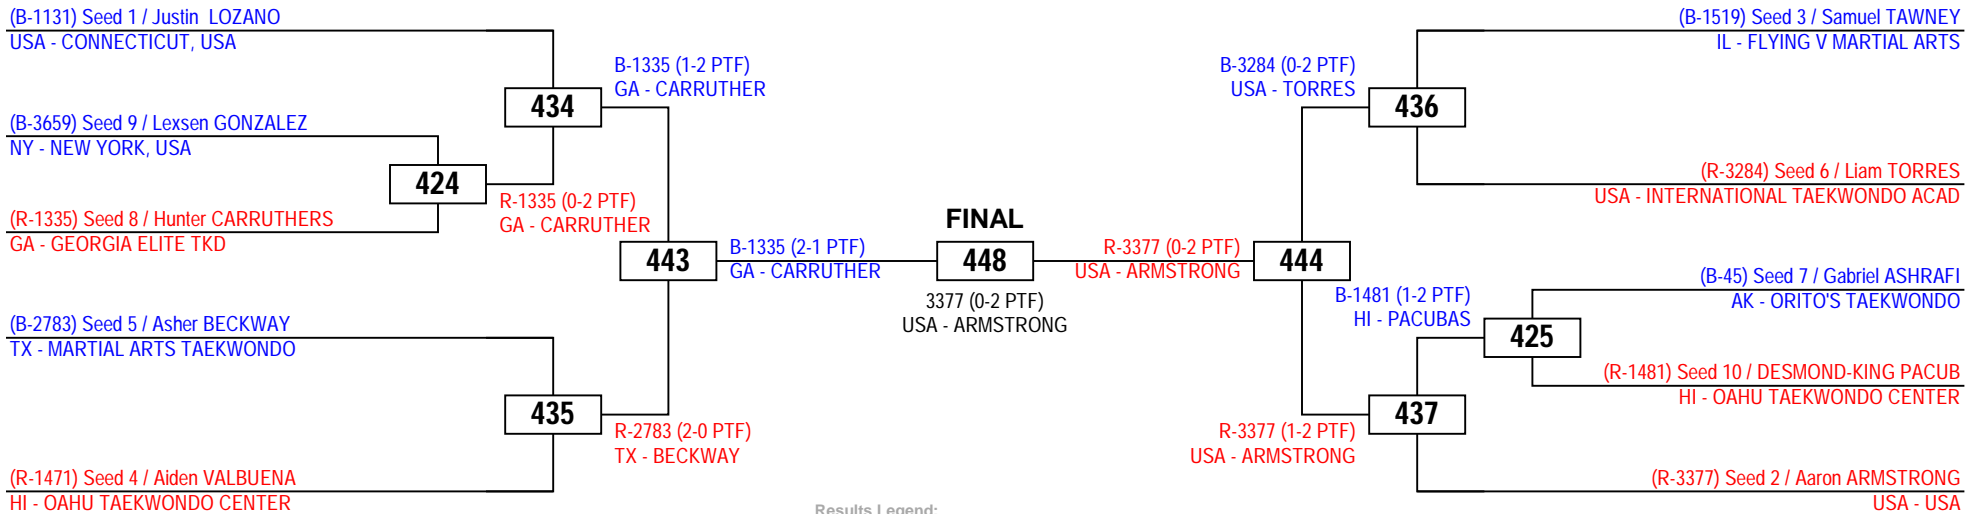 (B-1131) Seed 1 / Justin  LOZANO
USA - CONNECTICUT, USA
B-1335 (1-2 PTF)
GA - CARRUTHER
434
(B-3659) Seed 9 / Lexsen GONZALEZ
NY - NEW YORK, USA
424
R-1335 (0-2 PTF)
GA - CARRUTHER
(R-1335) Seed 8 / Hunter CARRUTHERS
GA - GEORGIA ELITE TKD
443
B-1335 (2-1 PTF)
GA - CARRUTHER
(B-2783) Seed 5 / Asher BECKWAY
TX - MARTIAL ARTS TAEKWONDO
435
R-2783 (2-0 PTF)
TX - BECKWAY
(R-1471) Seed 4 / Aiden VALBUENA
HI - OAHU TAEKWONDO CENTER
FINAL
448
3377 (0-2 PTF)
USA - ARMSTRONG
R-3377 (0-2 PTF)
USA - ARMSTRONG
444
(B-1519) Seed 3 / Samuel TAWNEY
IL - FLYING V MARTIAL ARTS
B-3284 (0-2 PTF)
USA - TORRES
436
(R-3284) Seed 6 / Liam TORRES
USA - INTERNATIONAL TAEKWONDO ACAD
(B-45) Seed 7 / Gabriel ASHRAFI
AK - ORITO'S TAEKWONDO
B-1481 (1-2 PTF)
HI - PACUBAS
425
(R-1481) Seed 10 / DESMOND-KING PACUB
HI - OAHU TAEKWONDO CENTER
437
R-3377 (1-2 PTF)
USA - ARMSTRONG
(R-3377) Seed 2 / Aaron ARMSTRONG
USA - USA
Results Legend: